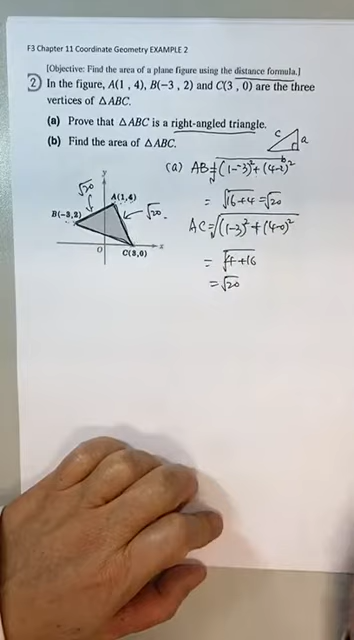 F3 Chapter 11 Coordinate Geometry EXAMPLE 2
[Objective: Find the area of a plane figure using the distance formula.]
2 In the figure, A(1 , 4), B(−3 , 2) and C(3 , 0) are the three
vertices of △ABC.
(a) Prove that △ABC is a right-angled triangle.
(b) Find the area of △ABC.
c
a
b
(a) AB=√(1--3)²+(4-2)²
= √16+4 =√20
AC=√(1-3)²+(4-0)²
= √4+16
=√20
y
√20
A(1,4)
B(−3,2)
√20
O
x
C(3,0)